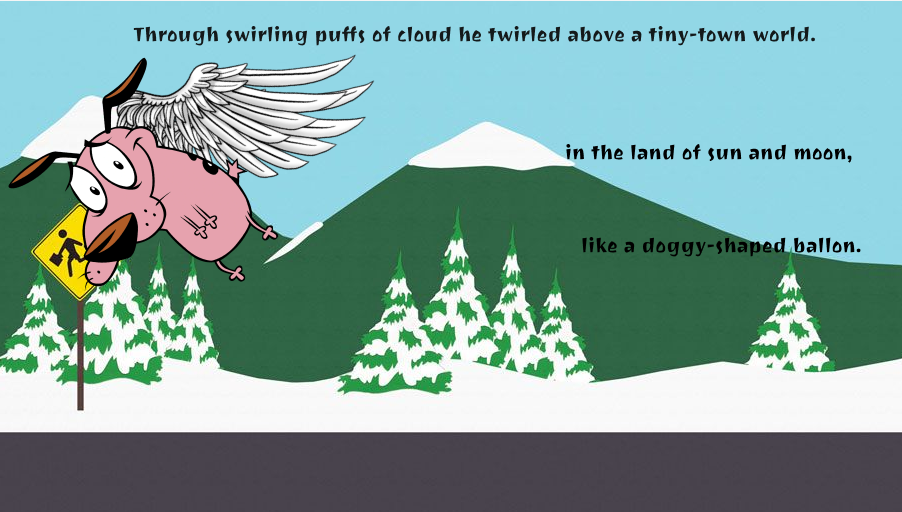 Through swirling puffs of cloud he twirled above a tiny-town world.
in the land of sun and moon,
like a doggy-shaped ballon.